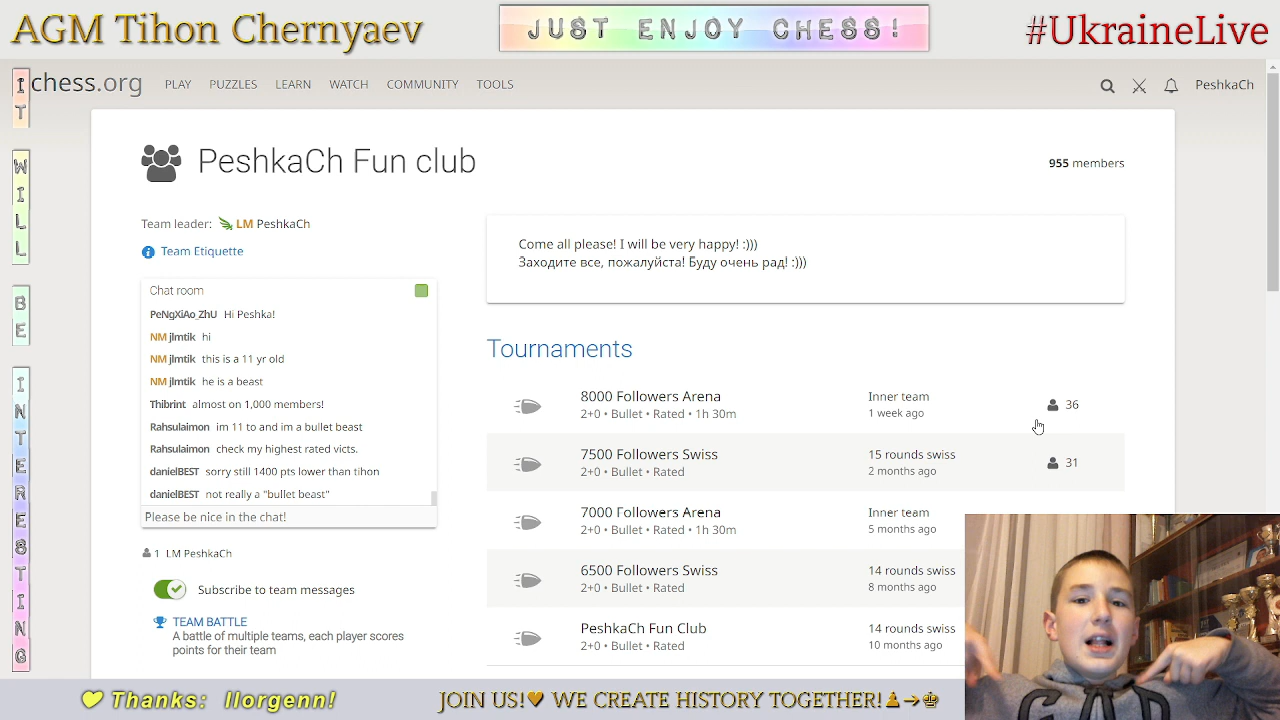 AGM Tihon Chernyaev
JUST ENJOY CHESS!
#UkraineLive
IT WILL BE INTERESTING
chess.org
PLAY PUZZLES LEARN WATCH COMMUNITY TOOLS
PeshkaCh
PeshkaCh Fun club
955 members
Team leader: LM PeshkaCh
Team Etiquette
Chat room
PeNgXiAo_ZhU Hi Peshka!
NM jlmtik hi
NM jlmtik this is a 11 yr old
NM jlmtik he is a beast
Thibrint almost on 1,000 members!
Rahsulaimon im 11 to and im a bullet beast
Rahsulaimon check my highest rated victs.
danielBEST sorry still 1400 pts lower than tihon
danielBEST not really a "bullet beast"
Please be nice in the chat!
1 LM PeshkaCh
Subscribe to team messages
TEAM BATTLE
A battle of multiple teams, each player scores
points for their team
Come all please! I will be very happy! :)))
Заходите все, пожалуйста! Буду очень рад! :)))
Tournaments
8000 Followers Arena Inner team 36
2+0 • Bullet • Rated • 1h 30m 1 week ago
7500 Followers Swiss 15 rounds swiss 31
2+0 • Bullet • Rated 2 months ago
7000 Followers Arena Inner team
2+0 • Bullet • Rated • 1h 30m 5 months ago
6500 Followers Swiss 14 rounds swiss
2+0 • Bullet • Rated 8 months ago
PeshkaCh Fun Club 14 rounds swiss
2+0 • Bullet • Rated 10 months ago
GAP
Thanks: llorgenn!
JOIN US! WE CREATE HISTORY TOGETHER!